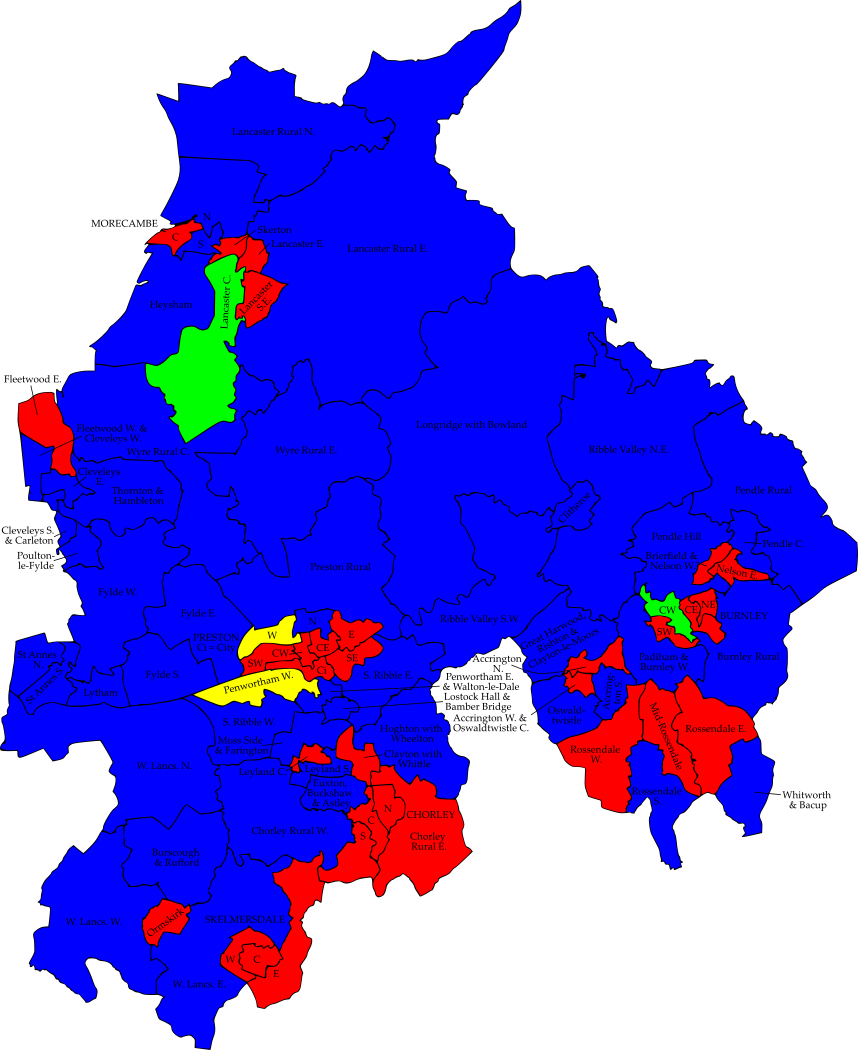 Lancaster Rural N.
MORECAMBE
N
C
S
Skerton
Lancaster E.
Lancaster Rural E.
Heysham
Lancaster C.
Lancaster
S.E.
Fleetwood E.
Fleetwood W. &
Cleveleys W.
Wyre Rural C.
Wyre Rural E.
Longridge with Bowland
Ribble Valley N.E.
Cleveleys
E.
Thornton &
Hambleton
Pendle Rural
Clitheroe
Cleveleys S.
& Carleton
Poulton-
le-Fylde
Pendle Hill
Pendle C.
Brierfield &
Nelson W.
Nelson E.
Preston Rural
Fylde W.
Fylde E.
CW
CE
NE
BURNLEY
SW
N
Ribble Valley S.W.
PRESTON
Ci = City
W
E
CE
CW
SW
SE
Ci
Great Harwood,
Rishton &
Clayton-le-Moors
Padiham &
Burnley W.
Burnley Rural
St Annes
N.
St Annes S.
Lytham
Fylde S.
Penwortham W.
S. Ribble E.
Accrington
N.
Penwortham E.
& Walton-le-Dale
Lostock Hall &
Bamber Bridge
Accrington W. &
Oswaldtwistle C.
Oswald-
twistle
S. Ribble W.
Moss Side
& Farington
Hoghton with
Wheelton
Clayton with
Whittle
Leyland C.
Leyland S.
Euxton,
Buckshaw
& Astley
W. Lancs. N.
Rossendale
W.
Mid-Rossendale
Rossendale E.
Rossendale
S.
Whitworth
& Bacup
N
CHORLEY
C
S
Chorley
Rural E.
Chorley Rural W.
Burscough
& Rufford
W. Lancs. W.
Ormskirk
SKELMERSDALE
W
C
E
W. Lancs. E.